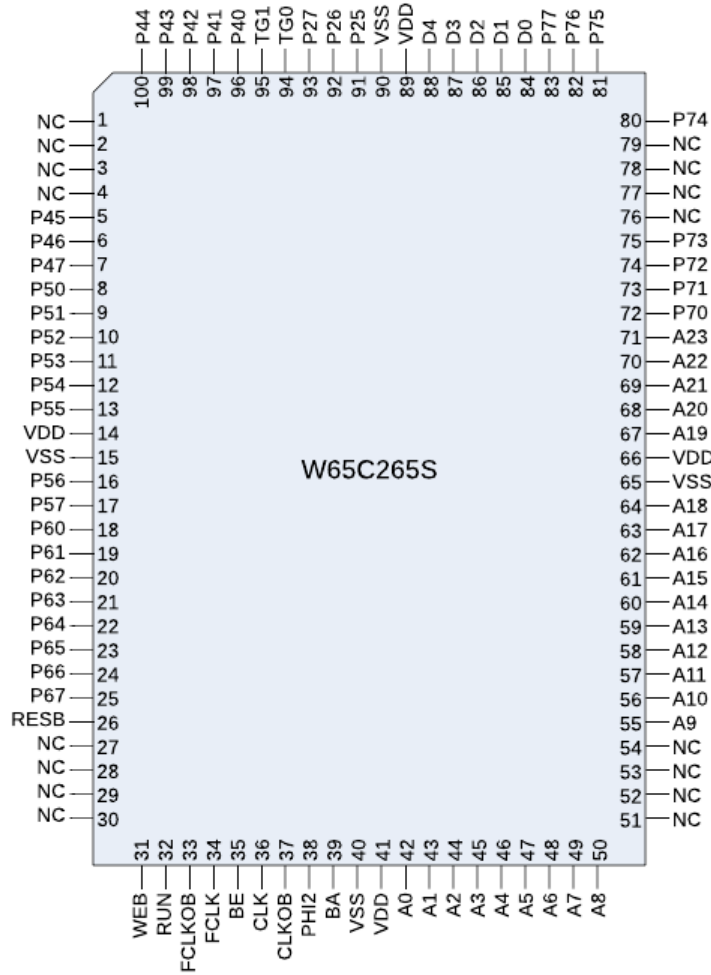 P44 P43 P42 P41 P40 TG1 TG0 P27 P26 P25 VSS VDD D4 D3 D2 D1 D0 P77 P76 P75
100 99 98 97 96 95 94 93 92 91 90 89 88 87 86 85 84 83 82 81
NC 1 80 P74
NC 2 79 NC
NC 3 78 NC
NC 4 77 NC
P45 5 76 NC
P46 6 75 P73
P47 7 74 P72
P50 8 73 P71
P51 9 72 P70
P52 10 71 A23
P53 11 70 A22
P54 12 69 A21
P55 13 68 A20
VDD 14 67 A19
VSS 15 66 VDD
P56 16 65 VSS
W65C265S
P57 17 64 A18
P60 18 63 A17
P61 19 62 A16
P62 20 61 A15
P63 21 60 A14
P64 22 59 A13
P65 23 58 A12
P66 24 57 A11
P67 25 56 A10
RESB 26 55 A9
NC 27 54 NC
NC 28 53 NC
NC 29 52 NC
NC 30 51 NC
31 32 33 34 35 36 37 38 39 40 41 42 43 44 45 46 47 48 49 50
WEB RUN FCLKOB FCLK BE CLK CLKOB PHI2 BA VSS VDD A0 A1 A2 A3 A4 A5 A6 A7 A8